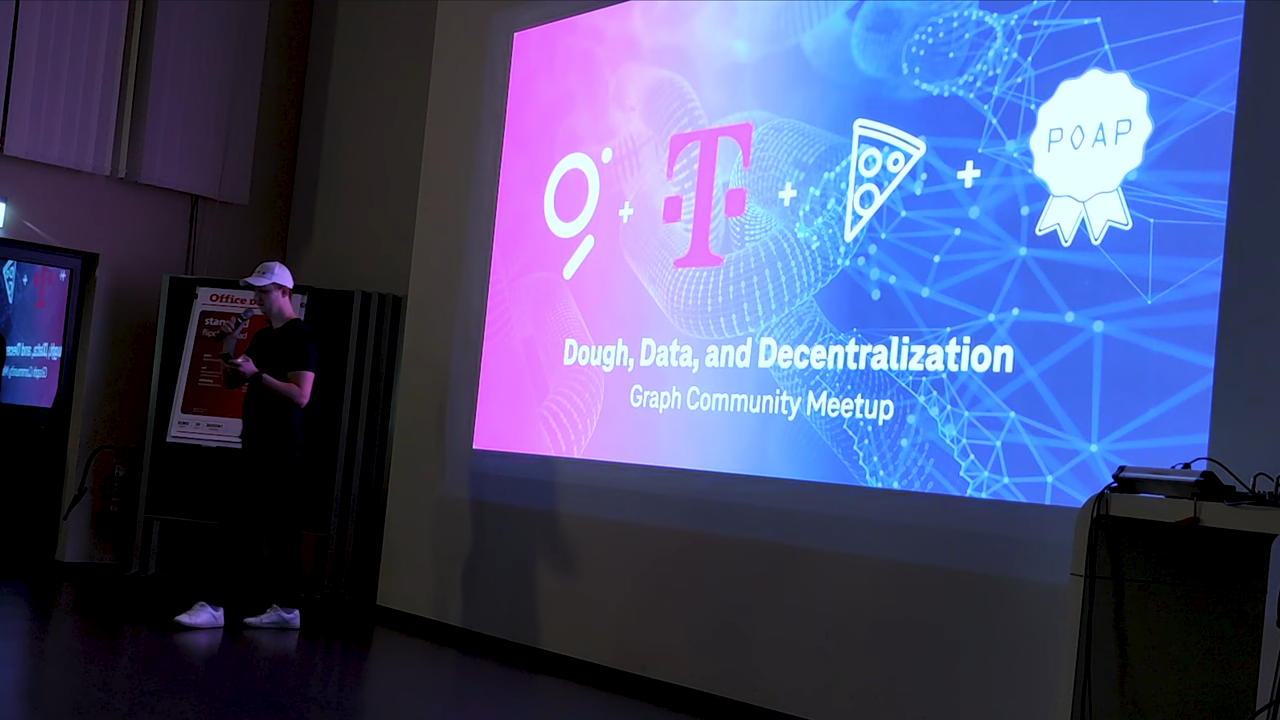 T
POAP
Dough, Data, and Decentralization
Graph Community Meetup
Office